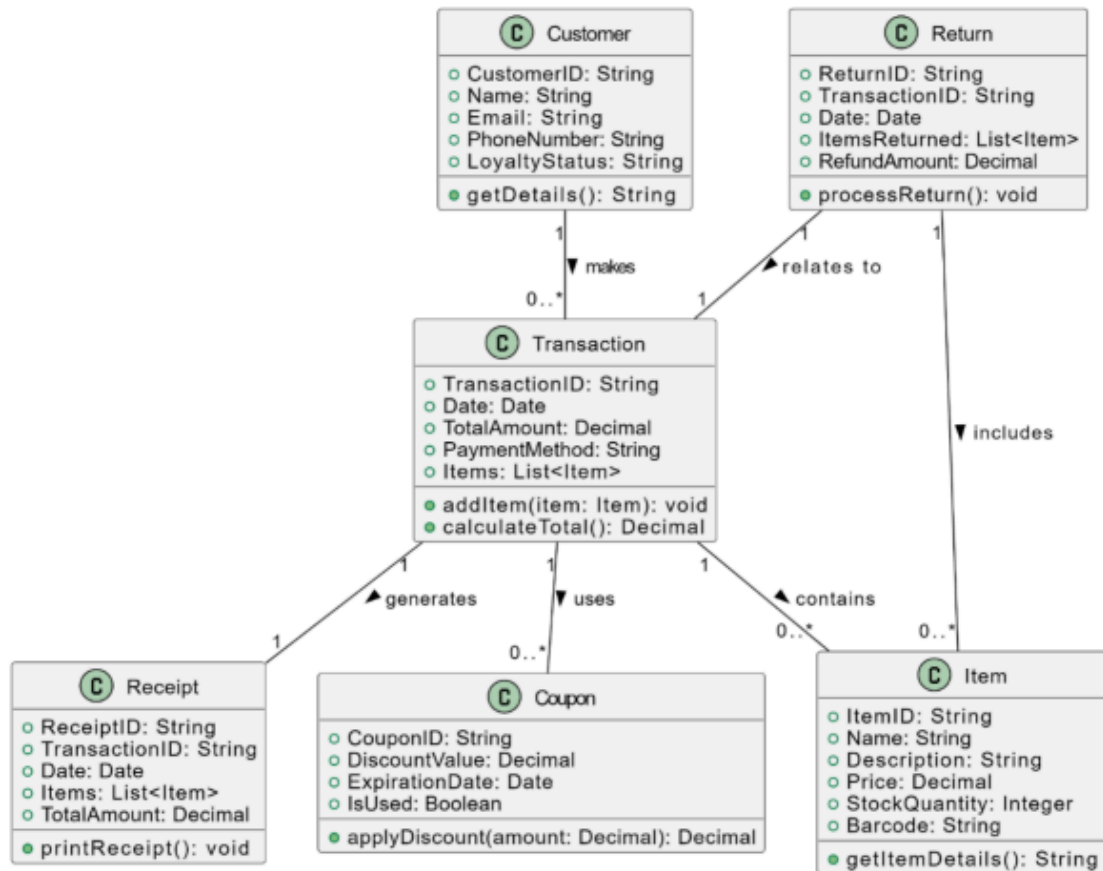 C Customer
CustomerID: String
Name: String
Email: String
PhoneNumber: String
LoyaltyStatus: String
getDetails(): String
C Return
ReturnID: String
TransactionID: String
Date: Date
ItemsReturned: List<Item>
RefundAmount: Decimal
processReturn(): void
1
makes
0..*
1
relates to
1
1
includes
0..*
C Transaction
TransactionID: String
Date: Date
TotalAmount: Decimal
PaymentMethod: String
Items: List<Item>
addItem(item: Item): void
calculateTotal(): Decimal
1
generates
1
1
uses
0..*
1
contains
0..*
C Receipt
ReceiptID: String
TransactionID: String
Date: Date
Items: List<Item>
TotalAmount: Decimal
printReceipt(): void
C Coupon
CouponID: String
DiscountValue: Decimal
ExpirationDate: Date
IsUsed: Boolean
applyDiscount(amount: Decimal): Decimal
C Item
ItemID: String
Name: String
Description: String
Price: Decimal
StockQuantity: Integer
Barcode: String
getItemDetails(): String